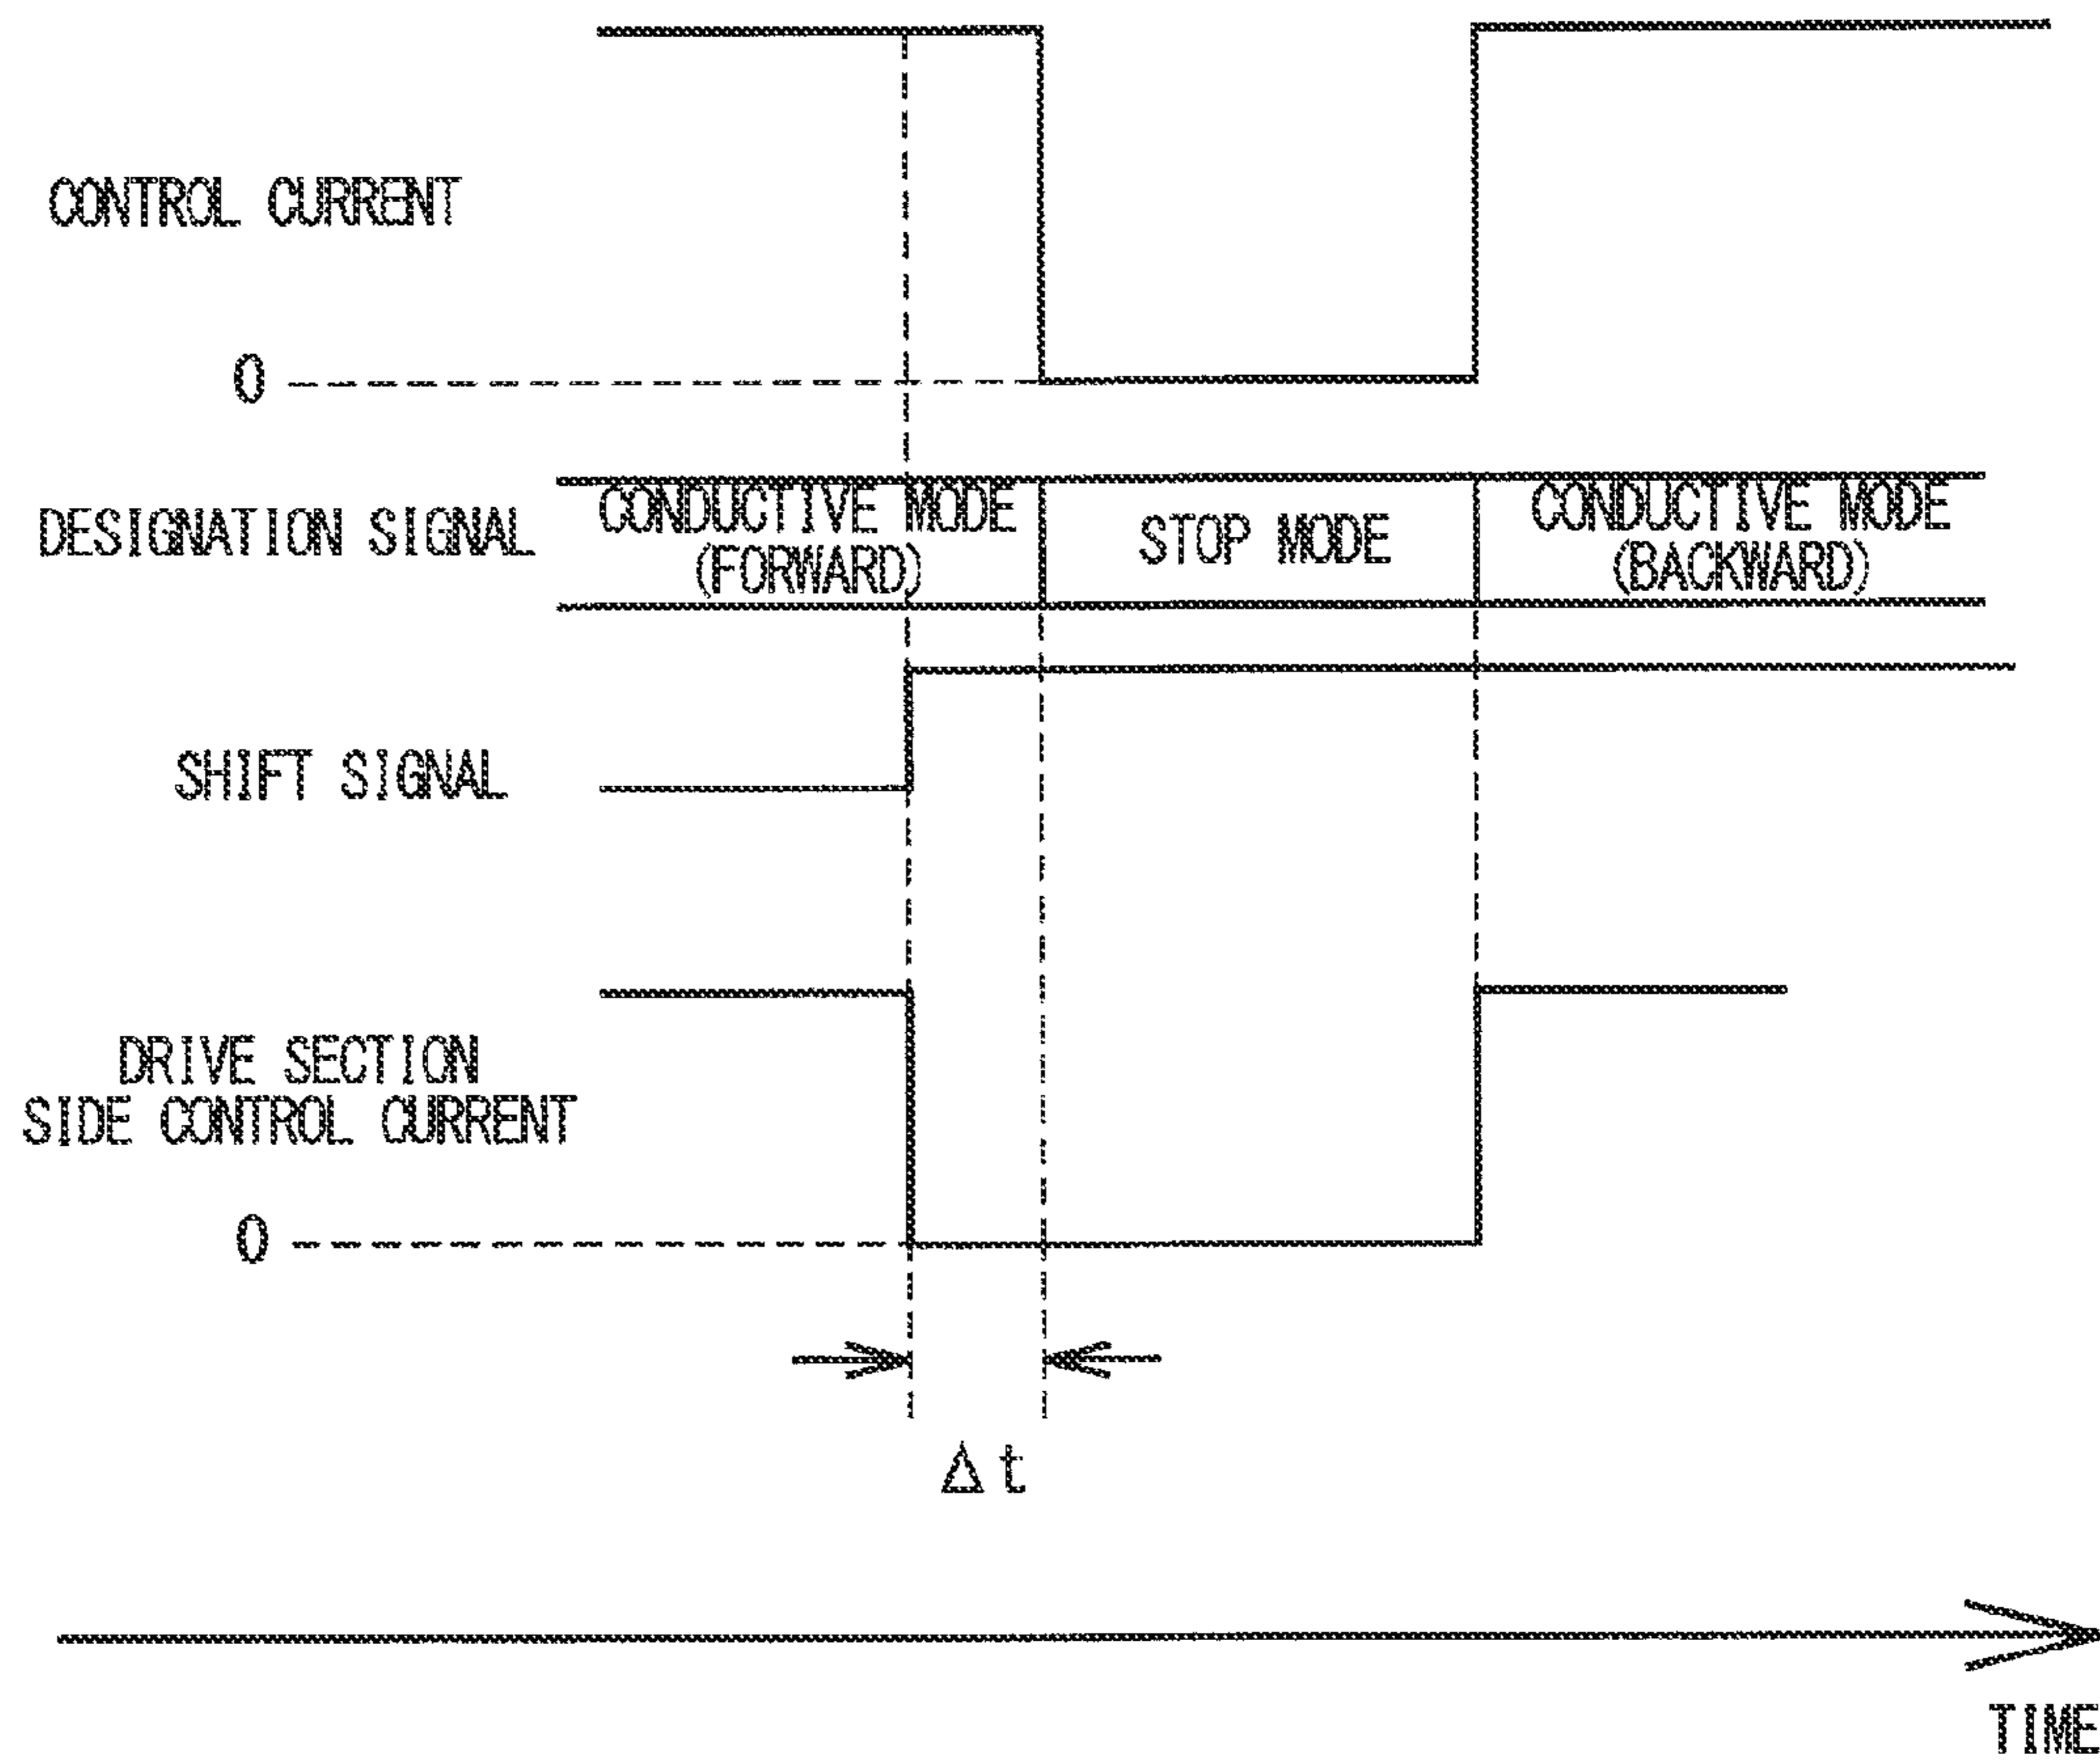 CONTROL CURRENT
0
DESIGNATION SIGNAL
CONDUCTIVE MODE
(FORWARD)
STOP MODE
CONDUCTIVE MODE
(BACKWARD)
SHIFT SIGNAL
DRIVE SECTION
SIDE CONTROL CURRENT
0
Δt
TIME